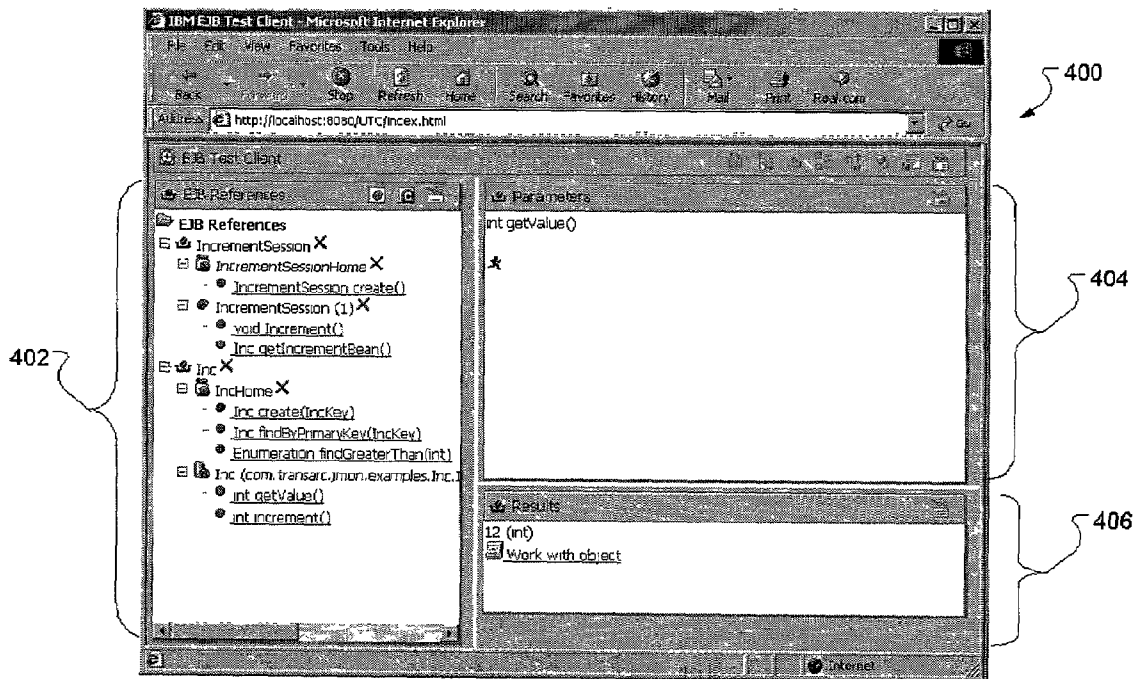 IBM EJB Test Client - Microsoft Internet Explorer
File Edit View Favorites Tools Help
Back Forward Stop Refresh Home Search Favorites History Mail Print Real.com
Address http://localhost:8080/UTC/index.html Go
400
EJB Test Client
EJB References
EJB References
IncrementSession
IncrementSessionHome
IncrementSession create()
IncrementSession (1)
void Increment()
Inc getIncrementBean()
Inc
IncHome
Inc create(IncKey)
Inc findByPrimaryKey(IncKey)
Enumeration findGreaterThan(int)
Inc (com.transarc.jmon.examples.Inc.I
int getValue()
int increment()
402
Parameters
int getValue()
404
Results
12 (int)
Work with object
406
Internet